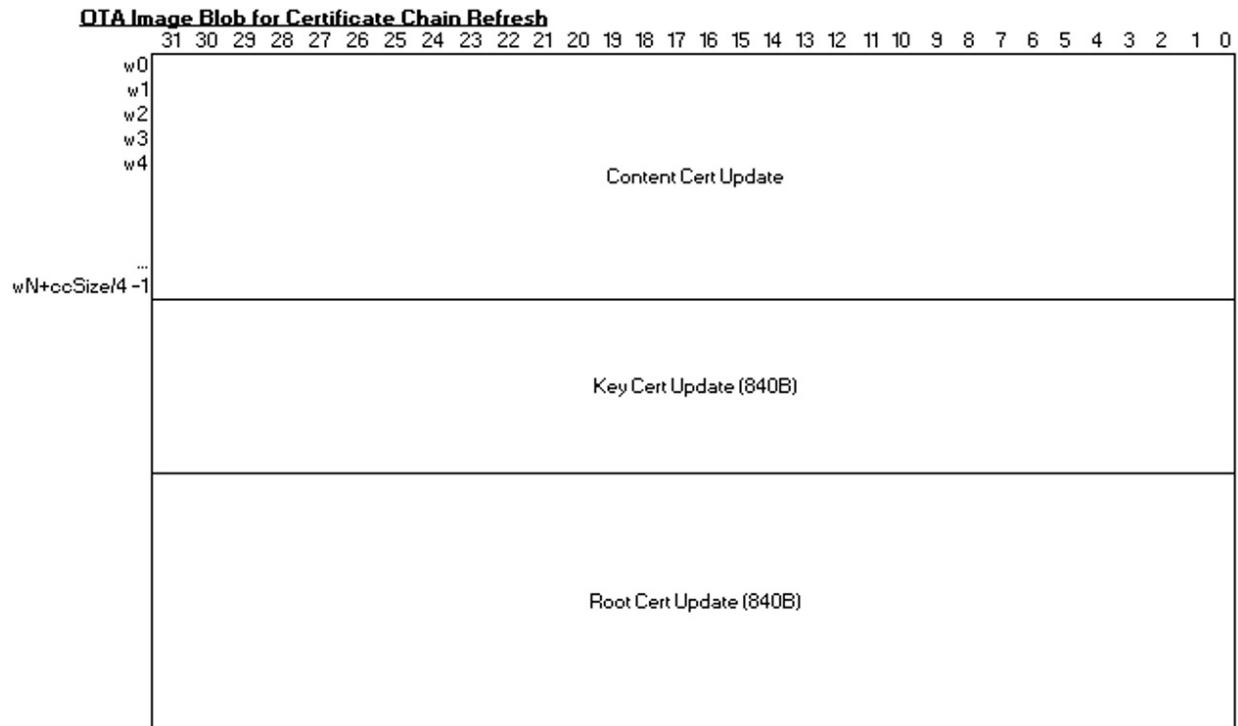 OTA Image Blob for Certificate Chain Refresh
31 30 29 28 27 26 25 24 23 22 21 20 19 18 17 16 15 14 13 12 11 10 9 8 7 6 5 4 3 2 1 0
w0
w1
w2
w3
w4
Content Cert Update
...
wN+ccSize/4 -1
Key Cert Update (840B)
Root Cert Update (840B)